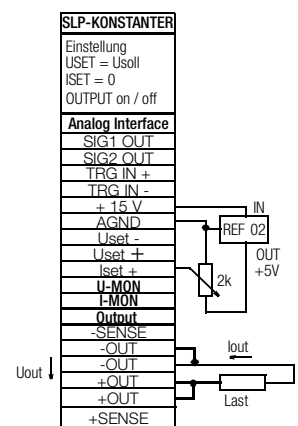 SLP-KONSTANTER
Einstellung
USET = Usoll
ISET = 0
OUTPUT on / off
Analog Interface
SIG1 OUT
SIG2 OUT
TRG IN +
TRG IN -
+ 15 V
AGND
Uset -
Uset +
Iset +
U-MON
I-MON
Output
-SENSE
-OUT
-OUT
+OUT
+OUT
+SENSE
IN
REF 02
OUT
+5V
2k
Iout
Uout
Last